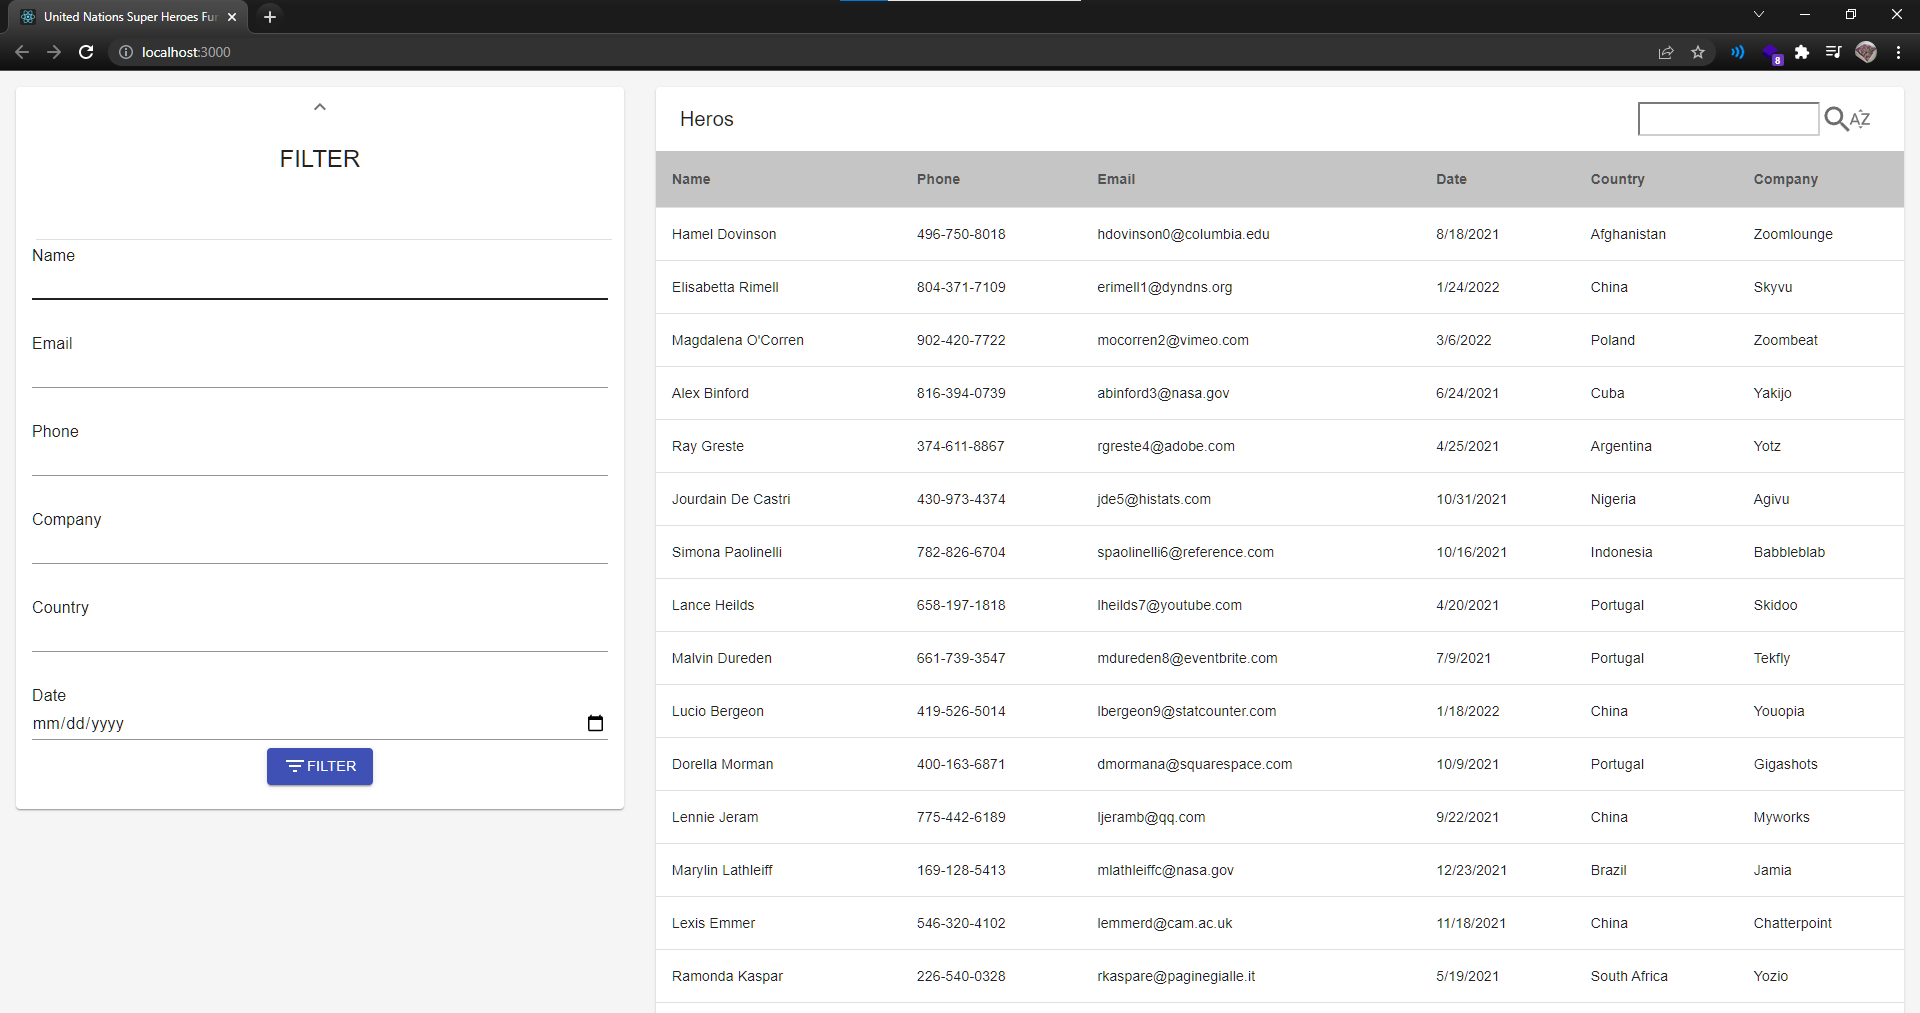 United Nations Super Heroes Fur
localhost:3000
8
FILTER
Name
Email
Phone
Company
Country
Date
mm/dd/yyyy
FILTER
Heros
AZ
Name Phone Email Date Country Company
Hamel Dovinson 496-750-8018 hdovinson0@columbia.edu 8/18/2021 Afghanistan Zoomlounge
Elisabetta Rimell 804-371-7109 erimell1@dyndns.org 1/24/2022 China Skyvu
Magdalena O'Corren 902-420-7722 mocorren2@vimeo.com 3/6/2022 Poland Zoombeat
Alex Binford 816-394-0739 abinford3@nasa.gov 6/24/2021 Cuba Yakijo
Ray Greste 374-611-8867 rgreste4@adobe.com 4/25/2021 Argentina Yotz
Jourdain De Castri 430-973-4374 jde5@histats.com 10/31/2021 Nigeria Agivu
Simona Paolinelli 782-826-6704 spaolinelli6@reference.com 10/16/2021 Indonesia Babbleblab
Lance Heilds 658-197-1818 lheilds7@youtube.com 4/20/2021 Portugal Skidoo
Malvin Dureden 661-739-3547 mdureden8@eventbrite.com 7/9/2021 Portugal Tekfly
Lucio Bergeon 419-526-5014 lbergeon9@statcounter.com 1/18/2022 China Youopia
Dorella Morman 400-163-6871 dmormana@squarespace.com 10/9/2021 Portugal Gigashots
Lennie Jeram 775-442-6189 ljeramb@qq.com 9/22/2021 China Myworks
Marylin Lathleiff 169-128-5413 mlathleiffc@nasa.gov 12/23/2021 Brazil Jamia
Lexis Emmer 546-320-4102 lemmerd@cam.ac.uk 11/18/2021 China Chatterpoint
Ramonda Kaspar 226-540-0328 rkaspare@paginegialle.it 5/19/2021 South Africa Yozio